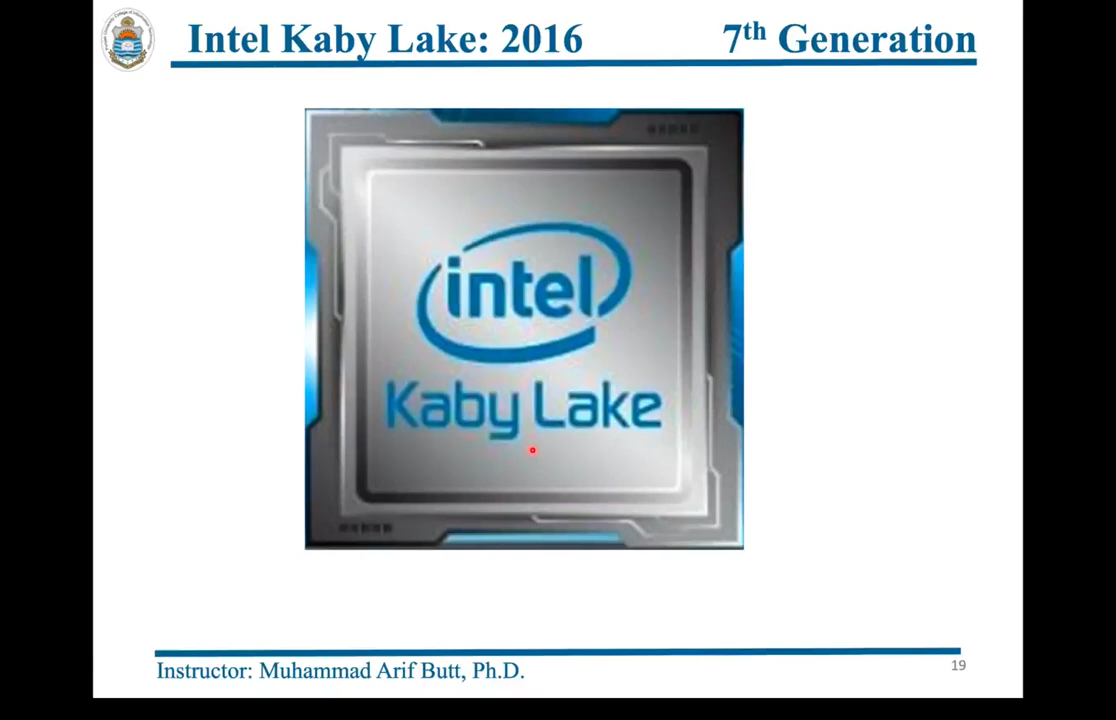 Intel Kaby Lake: 2016 7th Generation
intel
Kaby Lake
Instructor: Muhammad Arif Butt, Ph.D. 19